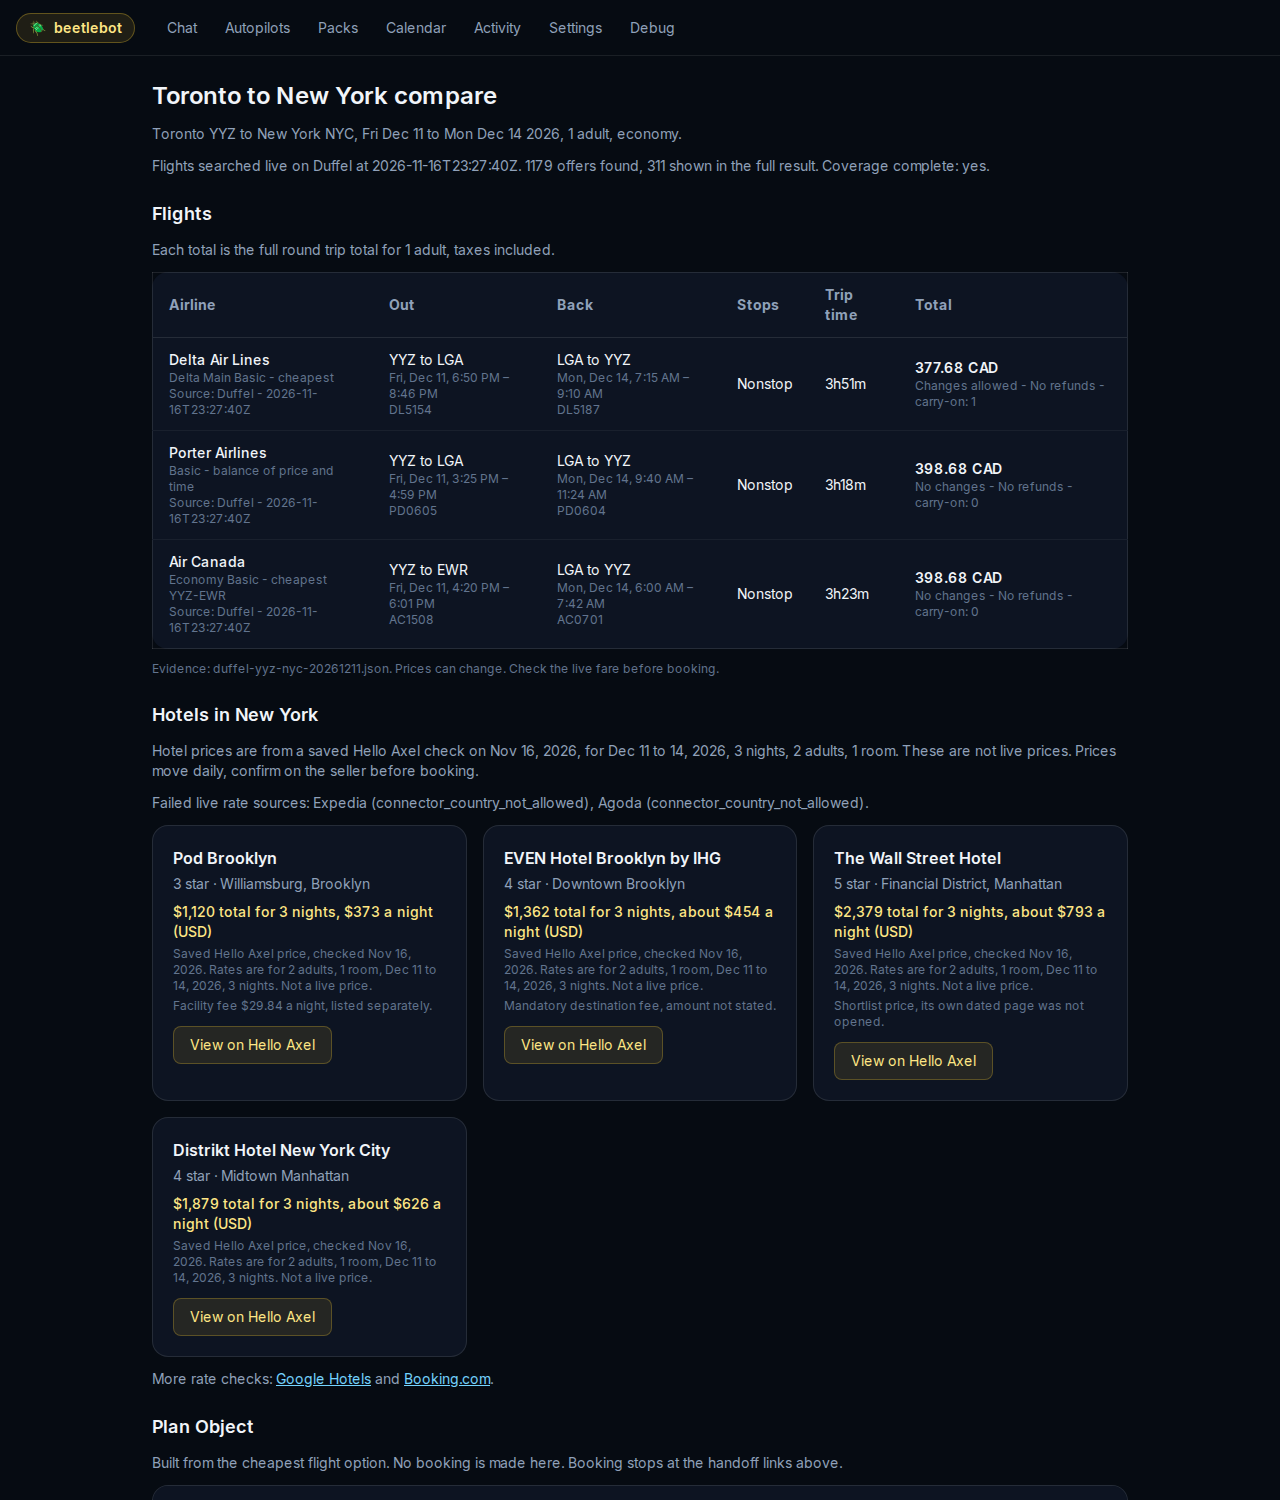 beetlebot
Chat
Autopilots
Packs
Calendar
Activity
Settings
Debug
Toronto to New York compare
Toronto YYZ to New York NYC, Fri Dec 11 to Mon Dec 14 2026, 1 adult, economy.
Flights searched live on Duffel at 2026-11-16T23:27:40Z. 1179 offers found, 311 shown in the full result. Coverage complete: yes.
Flights
Each total is the full round trip total for 1 adult, taxes included.
Airline
Out
Back
Stops
Trip
time
Total
Delta Air Lines
Delta Main Basic - cheapest
Source: Duffel - 2026-11-
16T23:27:40Z
YYZ to LGA
Fri, Dec 11, 6:50 PM –
8:46 PM
DL5154
LGA to YYZ
Mon, Dec 14, 7:15 AM –
9:10 AM
DL5187
Nonstop
3h51m
377.68 CAD
Changes allowed - No refunds -
carry-on: 1
Porter Airlines
Basic - balance of price and
time
Source: Duffel - 2026-11-
16T23:27:40Z
YYZ to LGA
Fri, Dec 11, 3:25 PM –
4:59 PM
PD0605
LGA to YYZ
Mon, Dec 14, 9:40 AM –
11:24 AM
PD0604
Nonstop
3h18m
398.68 CAD
No changes - No refunds -
carry-on: 0
Air Canada
Economy Basic - cheapest
YYZ-EWR
Source: Duffel - 2026-11-
16T23:27:40Z
YYZ to EWR
Fri, Dec 11, 4:20 PM –
6:01 PM
AC1508
LGA to YYZ
Mon, Dec 14, 6:00 AM –
7:42 AM
AC0701
Nonstop
3h23m
398.68 CAD
No changes - No refunds -
carry-on: 0
Evidence: duffel-yyz-nyc-20261211.json. Prices can change. Check the live fare before booking.
Hotels in New York
Hotel prices are from a saved Hello Axel check on Nov 16, 2026, for Dec 11 to 14, 2026, 3 nights, 2 adults, 1 room. These are not live prices. Prices
move daily, confirm on the seller before booking.
Failed live rate sources: Expedia (connector_country_not_allowed), Agoda (connector_country_not_allowed).
Pod Brooklyn
3 star · Williamsburg, Brooklyn
$1,120 total for 3 nights, $373 a night
(USD)
Saved Hello Axel price, checked Nov 16,
2026. Rates are for 2 adults, 1 room, Dec 11 to
14, 2026, 3 nights. Not a live price.
Facility fee $29.84 a night, listed separately.
View on Hello Axel
EVEN Hotel Brooklyn by IHG
4 star · Downtown Brooklyn
$1,362 total for 3 nights, about $454 a
night (USD)
Saved Hello Axel price, checked Nov 16,
2026. Rates are for 2 adults, 1 room, Dec 11 to
14, 2026, 3 nights. Not a live price.
Mandatory destination fee, amount not stated.
View on Hello Axel
The Wall Street Hotel
5 star · Financial District, Manhattan
$2,379 total for 3 nights, about $793 a
night (USD)
Saved Hello Axel price, checked Nov 16,
2026. Rates are for 2 adults, 1 room, Dec 11 to
14, 2026, 3 nights. Not a live price.
Shortlist price, its own dated page was not
opened.
View on Hello Axel
Distrikt Hotel New York City
4 star · Midtown Manhattan
$1,879 total for 3 nights, about $626 a
night (USD)
Saved Hello Axel price, checked Nov 16,
2026. Rates are for 2 adults, 1 room, Dec 11 to
14, 2026, 3 nights. Not a live price.
View on Hello Axel
More rate checks: Google Hotels and Booking.com.
Plan Object
Built from the cheapest flight option. No booking is made here. Booking stops at the handoff links above.